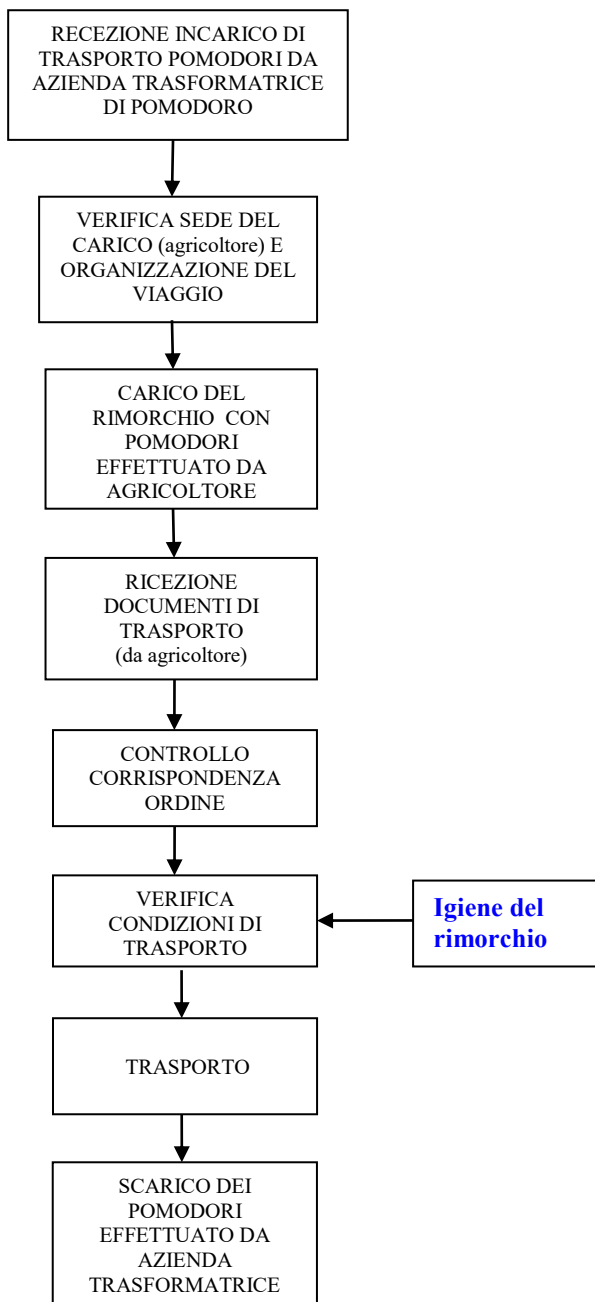 RECEZIONE INCARICO DI
TRASPORTO POMODORI DA
AZIENDA TRASFORMATRICE
DI POMODORO
VERIFICA SEDE DEL
CARICO (agricoltore) E
ORGANIZZAZIONE DEL
VIAGGIO
CARICO DEL
RIMORCHIO CON
POMODORI
EFFETTUATO DA
AGRICOLTORE
RICEZIONE
DOCUMENTI DI
TRASPORTO
(da agricoltore)
CONTROLLO
CORRISPONDENZA
ORDINE
VERIFICA
CONDIZIONI DI
TRASPORTO
Igiene del
rimorchio
TRASPORTO
SCARICO DEI
POMODORI
EFFETTUATO DA
AZIENDA
TRASFORMATRICE